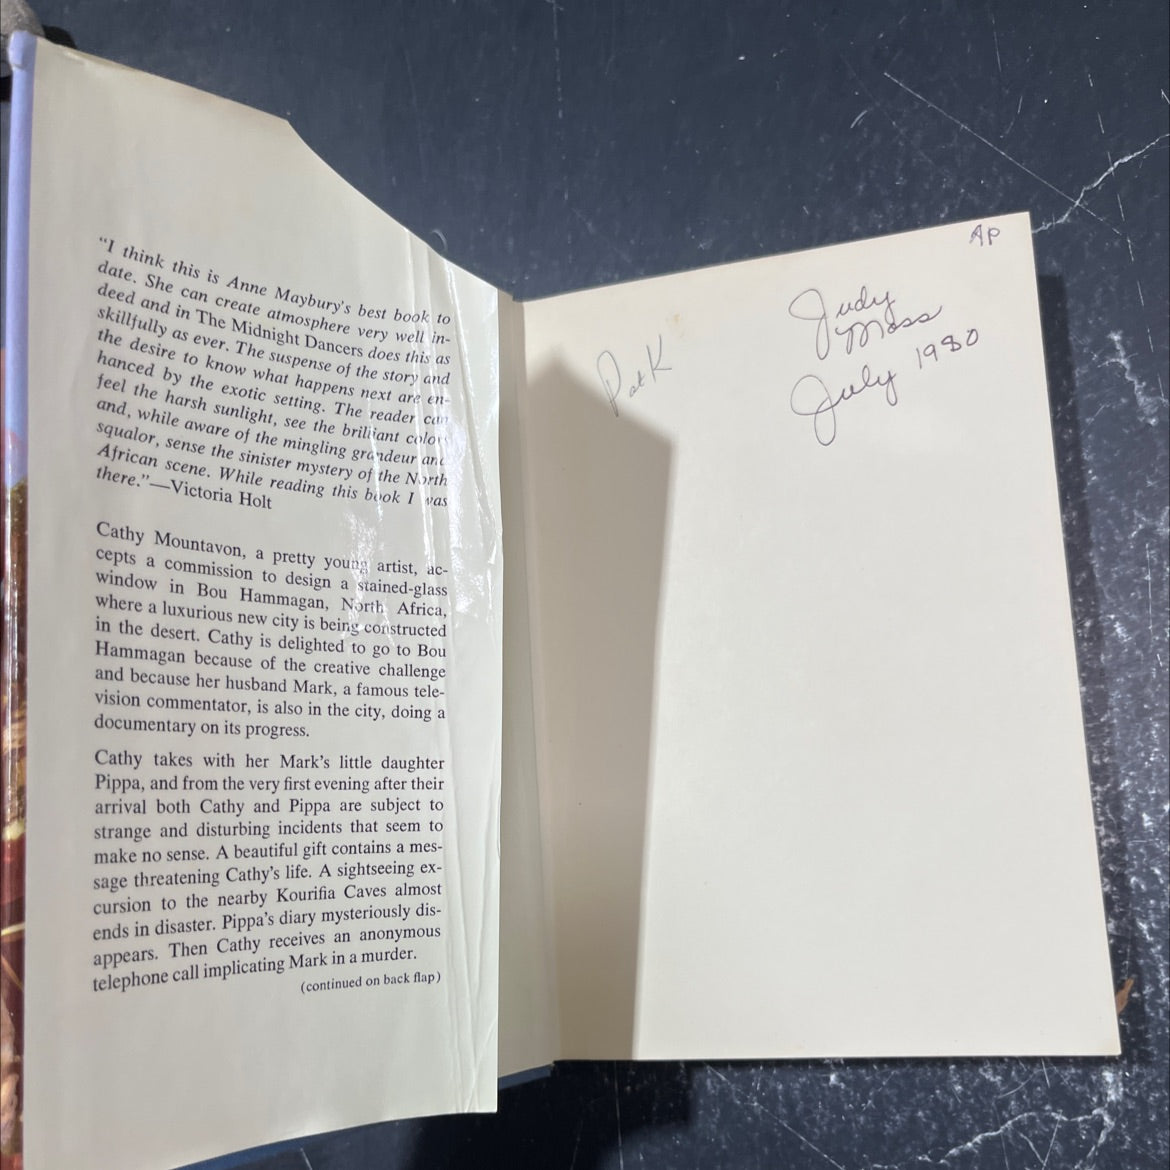 “I think this is Anne Maybury’s best book to
date. She can create atmosphere very well in-
deed and in The Midnight Dancers does this as
skillfully as ever. The suspense of the story and
the desire to know what happens next are en-
hanced by the exotic setting. The reader can
feel the harsh sunlight, see the brilliant colors
and, while aware of the mingling grandeur and
squalor, sense the sinister mystery of the North
African scene. While reading this book I was
there.”—Victoria Holt
Cathy Mountavon, a pretty young artist, ac-
cepts a commission to design a stained-glass
window in Bou Hammagan, North Africa,
where a luxurious new city is being constructed
in the desert. Cathy is delighted to go to Bou
Hammagan because of the creative challenge
and because her husband Mark, a famous tele-
vision commentator, is also in the city, doing a
documentary on its progress.
Cathy takes with her Mark’s little daughter
Pippa, and from the very first evening after their
arrival both Cathy and Pippa are subject to
strange and disturbing incidents that seem to
make no sense. A beautiful gift contains a mes-
sage threatening Cathy’s life. A sightseeing ex-
cursion to the nearby Kourifia Caves almost
ends in disaster. Pippa’s diary mysteriously dis-
appears. Then Cathy receives an anonymous
telephone call implicating Mark in a murder.
(continued on back flap)
AP
Judy
Moss
July 1980
Pat K